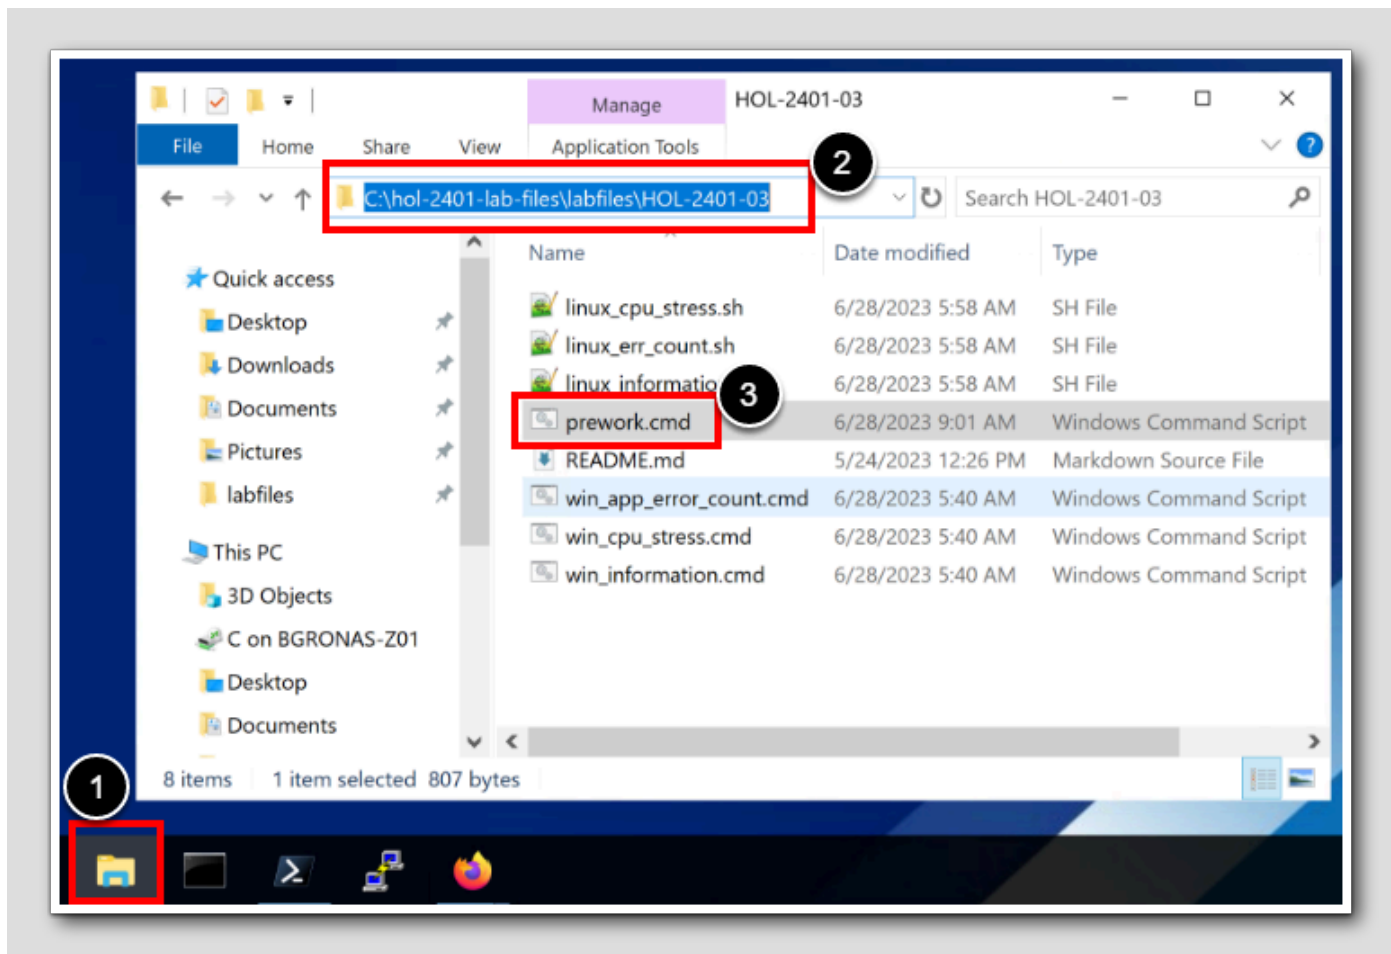 Manage
HOL-2401-03
File
Home
Share
View
Application Tools
2
C:\hol-2401-lab-files\labfiles\HOL-2401-03
Search HOL-2401-03
Name
Date modified
Type
Quick access
Desktop
Downloads
Documents
Pictures
labfiles
This PC
3D Objects
C on BGRONAS-Z01
Desktop
Documents
linux_cpu_stress.sh 6/28/2023 5:58 AM SH File
linux_err_count.sh 6/28/2023 5:58 AM SH File
linux_informatio 6/28/2023 5:58 AM SH File
3
prework.cmd 6/28/2023 9:01 AM Windows Command Script
README.md 5/24/2023 12:26 PM Markdown Source File
win_app_error_count.cmd 6/28/2023 5:40 AM Windows Command Script
win_cpu_stress.cmd 6/28/2023 5:40 AM Windows Command Script
win_information.cmd 6/28/2023 5:40 AM Windows Command Script
8 items 1 item selected 807 bytes
1